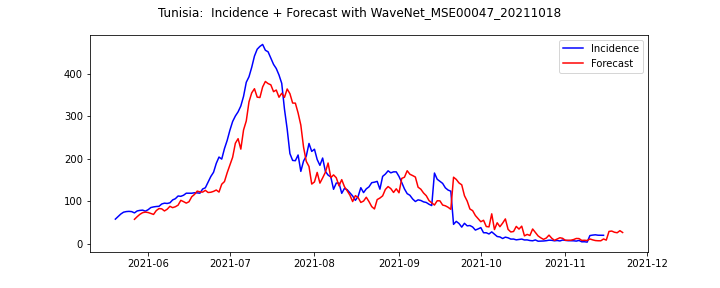 Tunisia:  Incidence + Forecast with WaveNet_MSE00047_20211018
Incidence
Forecast
400
300
200
100
0
2021-06 2021-07 2021-08 2021-09 2021-10 2021-11 2021-12